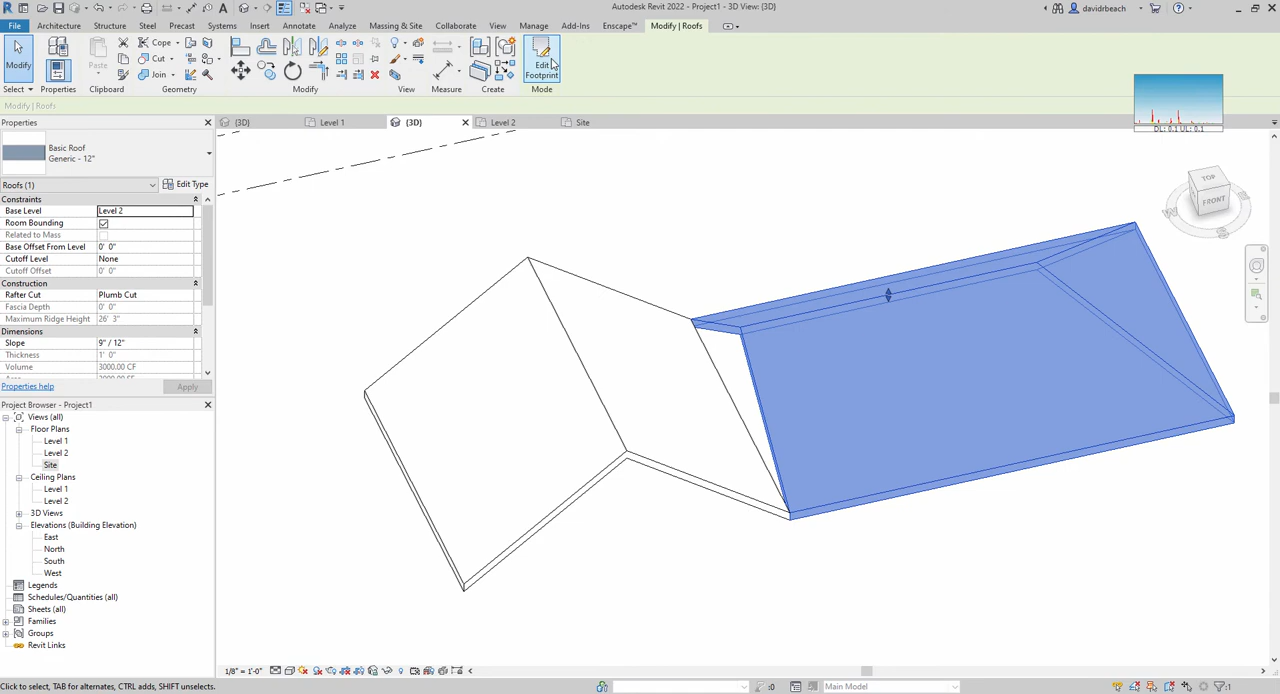 Autodesk Revit 2022 - Project1 - 3D View: {3D}
davidbeach
File Architecture Structure Steel Precast Systems Insert Annotate Analyze Massing & Site Collaborate View Manage Add-Ins Enscape™ Modify | Roofs
Modify Paste Cope Cut Join Edit Footprint
Select Properties Clipboard Geometry Modify View Measure Create Mode
Modify | Roofs
DL: 0.1 UL: 0.1
Properties
{3D} Level 1 {3D} Level 2 Site
Basic Roof
Generic - 12"
Roofs (1) Edit Type
Constraints
Base Level Level 2
Room Bounding
Related to Mass
Base Offset From Level 0' 0"
Cutoff Level None
Cutoff Offset 0' 0"
Construction
Rafter Cut Plumb Cut
Fascia Depth 0' 0"
Maximum Ridge Height 26' 3"
Dimensions
Slope 9" / 12"
Thickness 1' 0"
Volume 3000.00 CF
Properties help Apply
Project Browser - Project1
Views (all)
Floor Plans
Level 1
Level 2
Site
Ceiling Plans
Level 1
Level 2
3D Views
Elevations (Building Elevation)
East
North
South
West
Legends
Schedules/Quantities (all)
Sheets (all)
Families
Groups
Revit Links
TOP
FRONT
W
S
1/8" = 1'-0"
Click to select, TAB for alternates, CTRL adds, SHIFT unselects.
:0
Main Model
:1